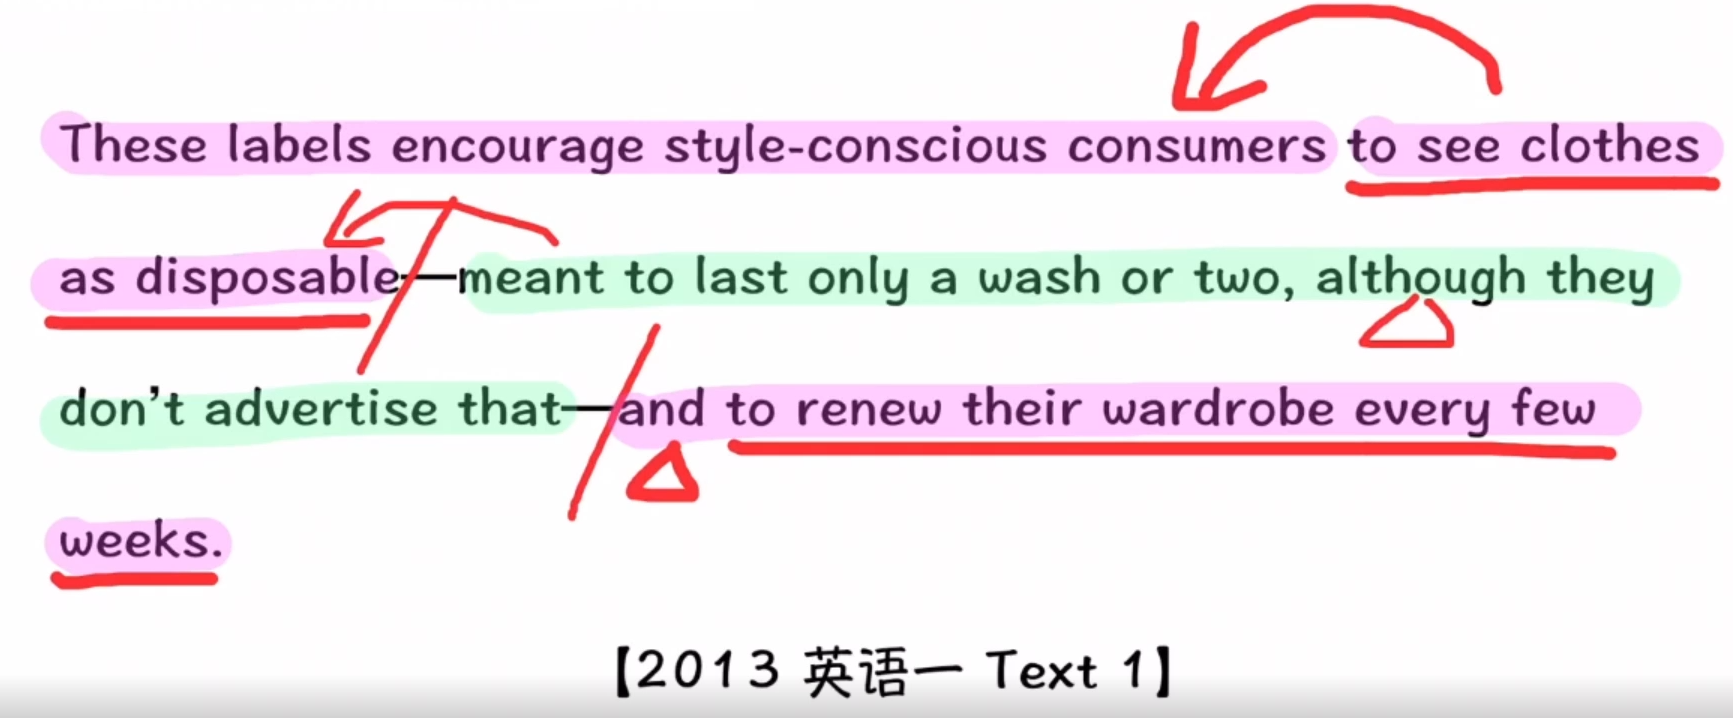 These labels encourage style-conscious consumers to see clothes
as disposable—meant to last only a wash or two, although they
don't advertise that—and to renew their wardrobe every few
weeks.
【2013 英语一 Text 1】